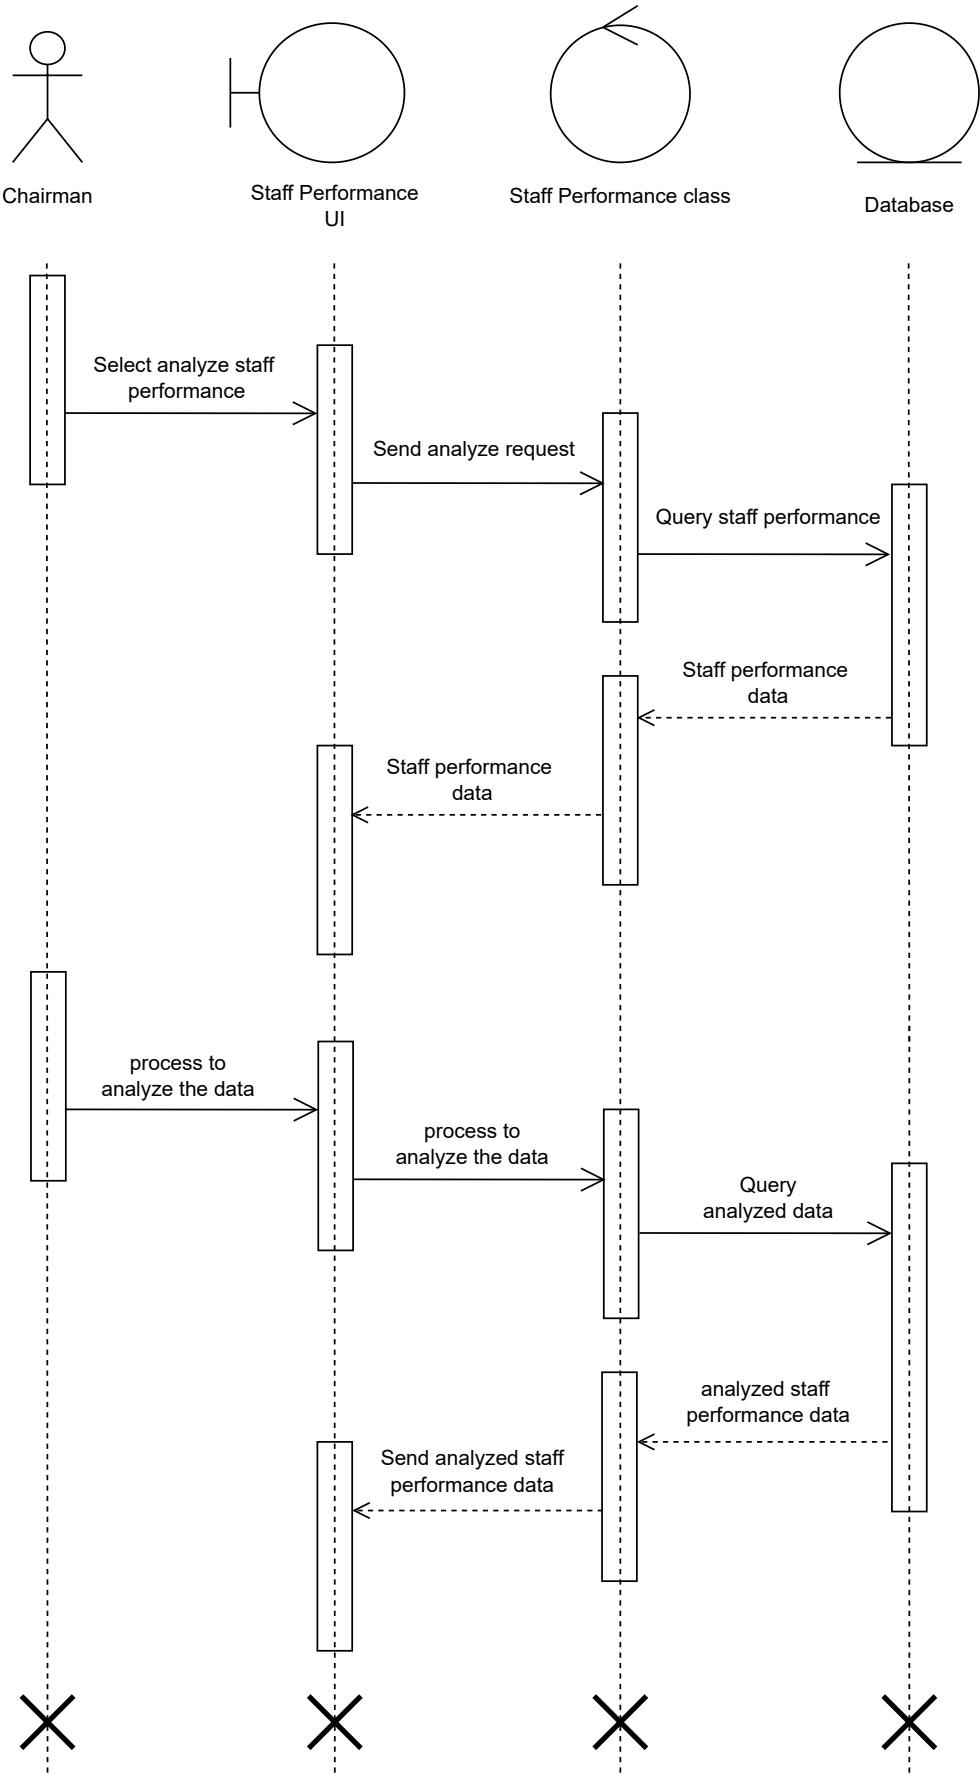 Chairman
Staff Performance
UI
Staff Performance class
Database
Select analyze staff
performance
Send analyze request
Query staff performance
Staff performance
data
Staff performance
data
process to
analyze the data
process to
analyze the data
Query
analyzed data
analyzed staff
performance data
Send analyzed staff
performance data